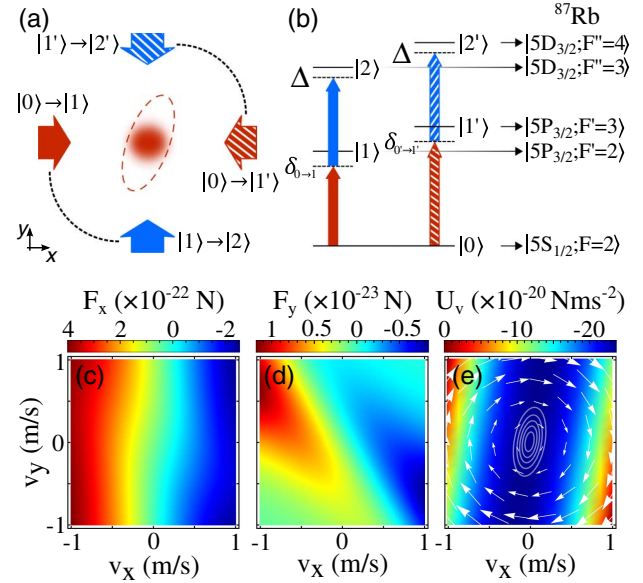 (a)
|1'⟩→|2'⟩
|0⟩→|1⟩
|0⟩→|1'⟩
|1⟩→|2⟩
y
x
(b)
⁸⁷Rb
|2'⟩
|5D₃/₂;F''=4⟩
Δ
|2⟩
Δ
|5D₃/₂;F''=3⟩
|1'⟩
|5P₃/₂;F'=3⟩
|1⟩
δ₀'→₁'
|5P₃/₂;F'=2⟩
δ₀→₁
|0⟩
|5S₁/₂;F=2⟩
Fₓ (×10⁻²² N)
4 2 0 -2
F_y (×10⁻²³ N)
1 0.5 0 -0.5
U_v (×10⁻²⁰ Nms⁻²)
0 -10 -20
(c)
(d)
(e)
v_y (m/s)
1
0
-1
-1 0 1
vₓ (m/s)
-1 0 1
vₓ (m/s)
-1 0 1
vₓ (m/s)